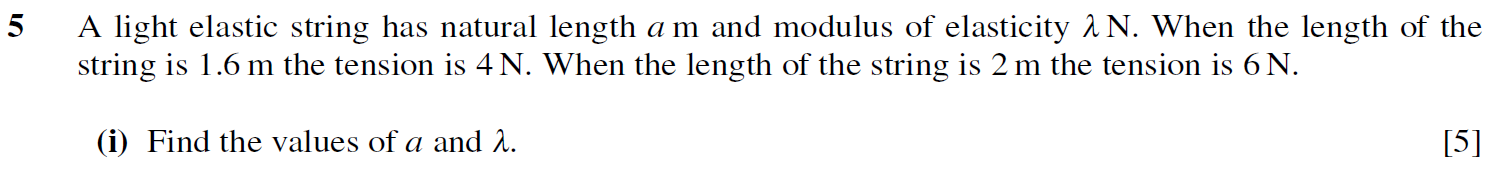 5 A light elastic string has natural length a m and modulus of elasticity λ N. When the length of the
string is 1.6 m the tension is 4 N. When the length of the string is 2 m the tension is 6 N.
(i) Find the values of a and λ. [5]